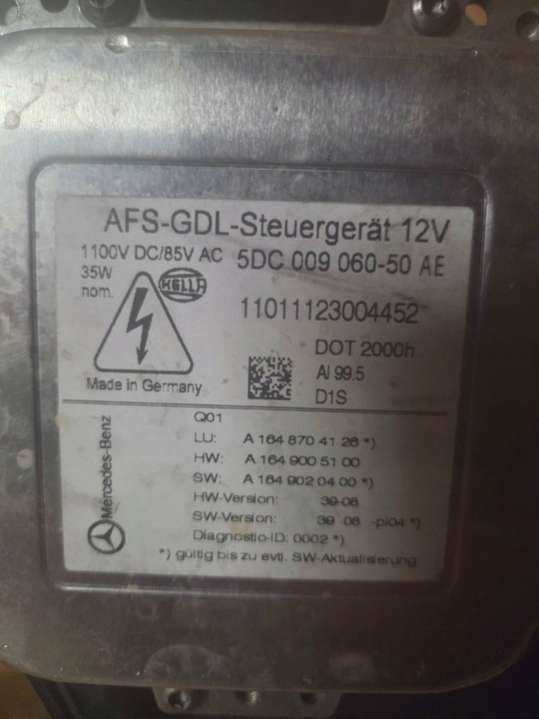 AFS-GDL-Steuergerät 12V
1100V DC/85V AC 5DC 009 060-50 AE
35W
nom.
HELLA
11011123004452
DOT 2000h
Al 99.5
D1S
Made in Germany
Mercedes-Benz
Q01
LU: A 164 870 41 26 *)
HW: A 164 900 51 00
SW: A 164 902 04 00 *)
HW-Version: 39-08
SW-Version: 39 08 -pl04 *)
Diagnostic-ID: 0002 *)
*) gültig bis zu evtl. SW-Aktualisierung